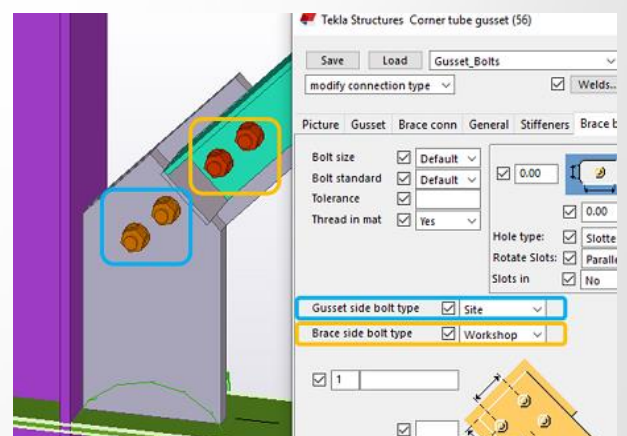 Tekla Structures Corner tube gusset (56)
Save Load Gusset_Bolts
modify connection type Welds..
Picture Gusset Brace conn General Stiffeners Brace b
Bolt size Default
Bolt standard Default
Tolerance
Thread in mat Yes
0.00
0.00
Hole type: Slotte
Rotate Slots: Paralle
Slots in No
Gusset side bolt type Site
Brace side bolt type Workshop
1